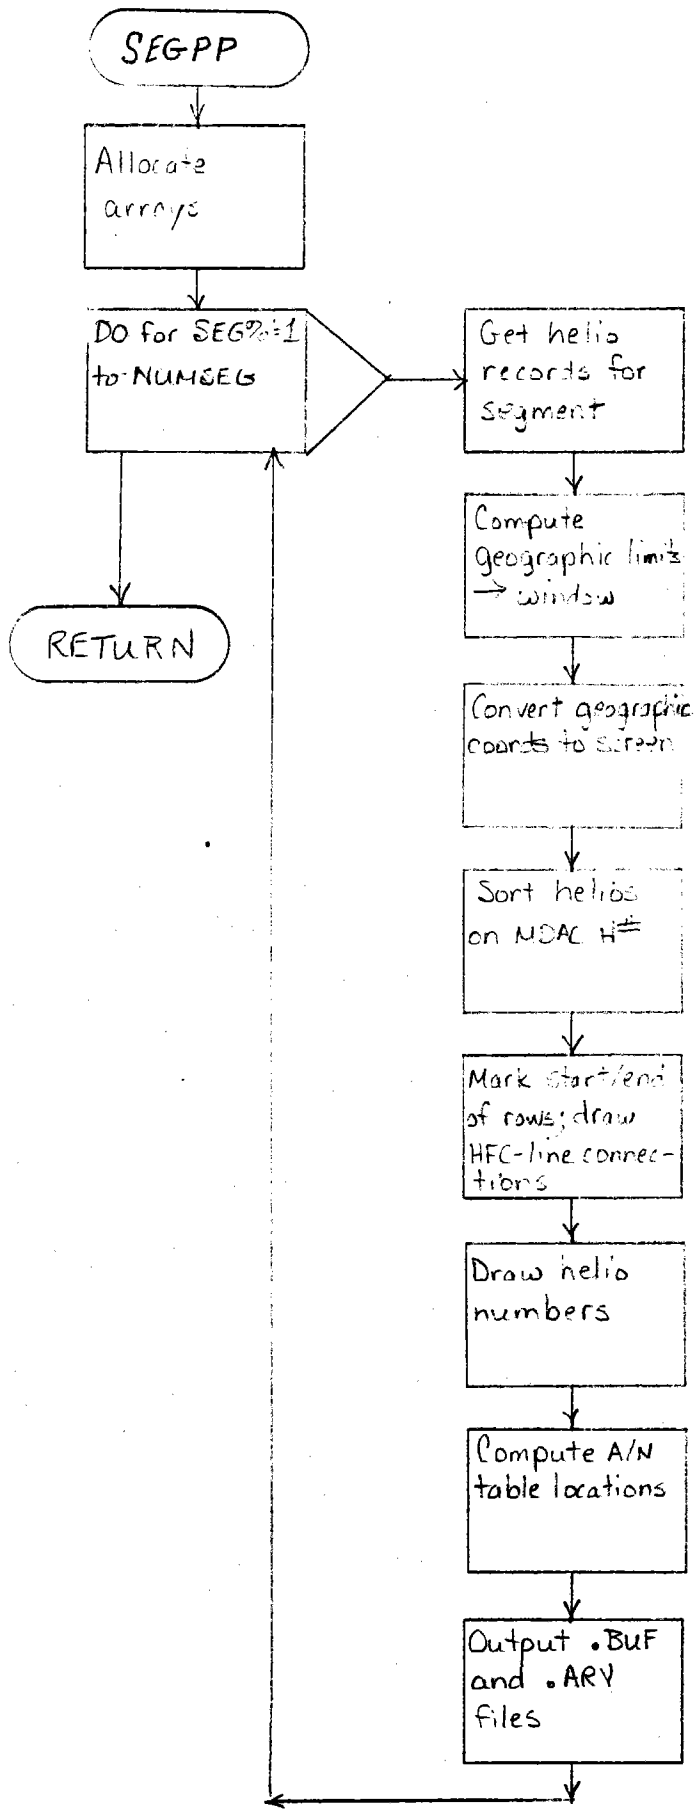 SEGPP
Allocate
arrays
DO for SEG%=1
to NUMSEG
RETURN
Get helio
records for
segment
Compute
geographic limits
→ window
Convert geographic
coords to screen
Sort helios
on MDAC H#
Mark start/end
of rows; draw
HFC-line connec-
tions
Draw helio
numbers
Compute A/N
table locations
Output .BUF
and .ARY
files